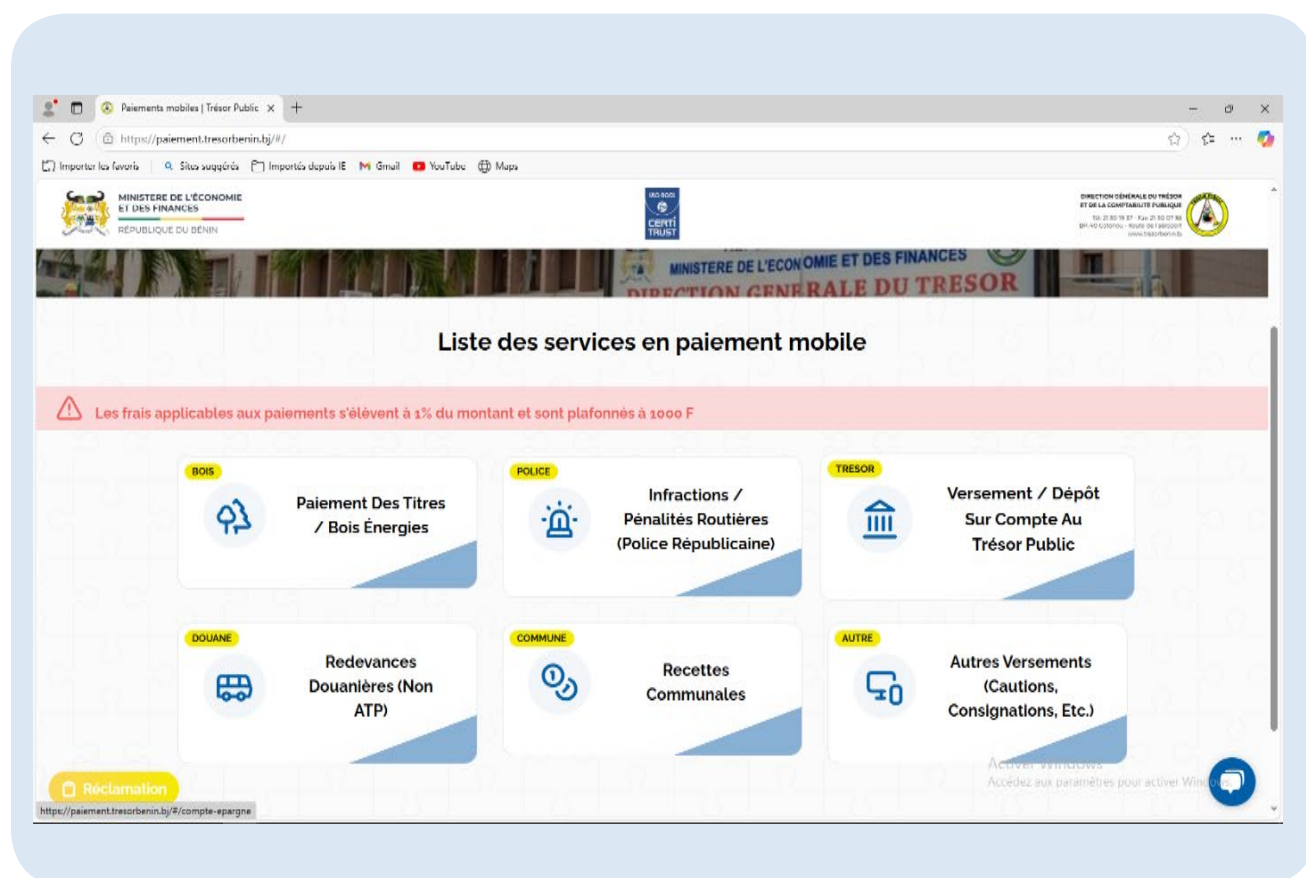 Paiements mobiles | Trésor Public
https://paiement.tresorbenin.bj/#/
Importer les favoris
Sites suggérés
Importés depuis IE
Gmail
YouTube
Maps
MINISTERE DE L'ÉCONOMIE
ET DES FINANCES
RÉPUBLIQUE DU BÉNIN
ISO 9001
CERTI
TRUST
DIRECTION GÉNÉRALE DU TRÉSOR
ET DE LA COMPTABILITÉ PUBLIQUE
www.tresorbenin.bj
MINISTERE DE L'ECONOMIE ET DES FINANCES
DIRECTION GENERALE DU TRESOR
Liste des services en paiement mobile
Les frais applicables aux paiements s'élèvent à 1% du montant et sont plafonnés à 1000 F
BOIS
Paiement Des Titres
/ Bois Énergies
POLICE
Infractions /
Pénalités Routières
(Police Républicaine)
TRESOR
Versement / Dépôt
Sur Compte Au
Trésor Public
DOUANE
Redevances
Douanières (Non
ATP)
COMMUNE
Recettes
Communales
AUTRE
Autres Versements
(Cautions,
Consignations, Etc.)
Réclamation
Activer Windows
Accédez aux paramètres pour activer Windows.
https://paiement.tresorbenin.bj/#/compte-epargne